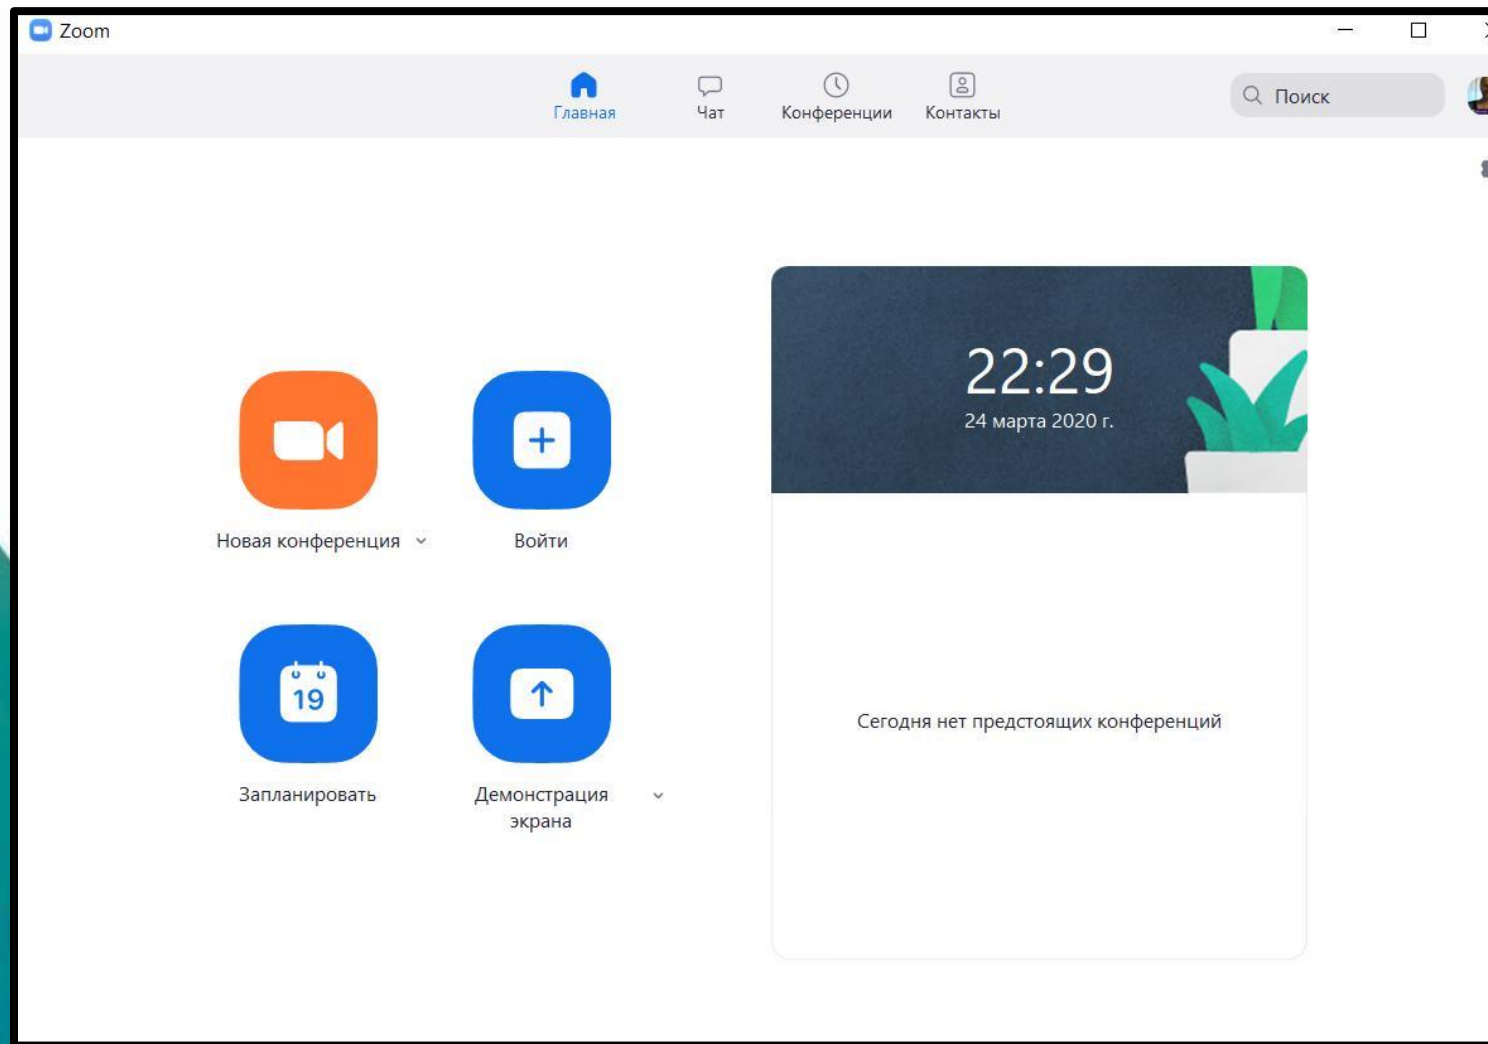 Zoom
Главная
Чат
Конференции
Контакты
Поиск
Новая конференция
Войти
19
Запланировать
Демонстрация
экрана
22:29
24 марта 2020 г.
Сегодня нет предстоящих конференций